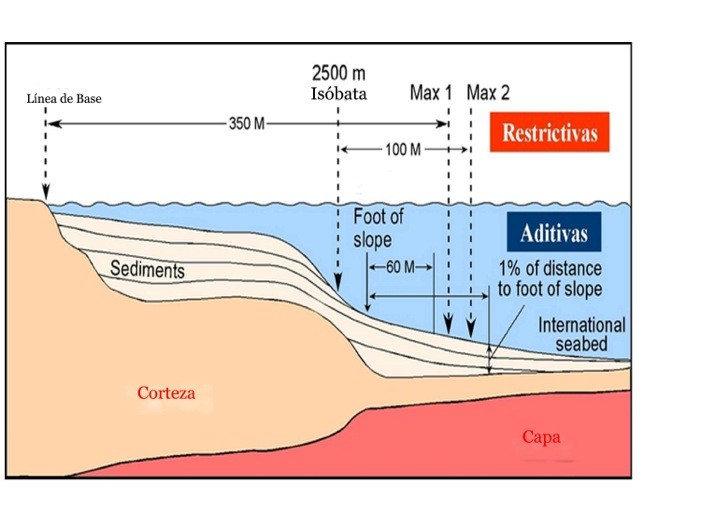 2500 m
Isóbata
Línea de Base
Max 1
Max 2
350 M
100 M
Restrictivas
Foot of
slope
Aditivas
60 M
1% of distance
to foot of slope
Sediments
International
seabed
Corteza
Capa